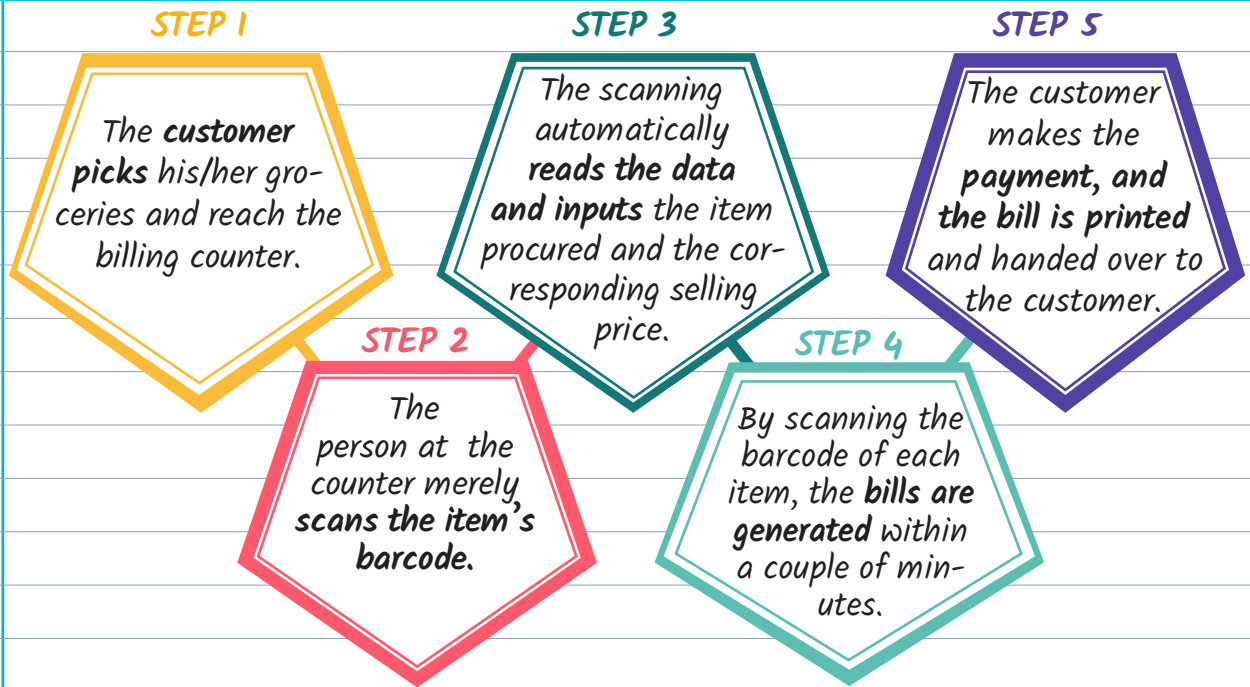 STEP 1
The customer
picks his/her gro-
ceries and reach the
billing counter.
STEP 2
The
person at the
counter merely
scans the item's
barcode.
STEP 3
The scanning
automatically
reads the data
and inputs the item
procured and the cor-
responding selling
price.
STEP 4
By scanning the
barcode of each
item, the bills are
generated within
a couple of min-
utes.
STEP 5
The customer
makes the
payment, and
the bill is printed
and handed over to
the customer.